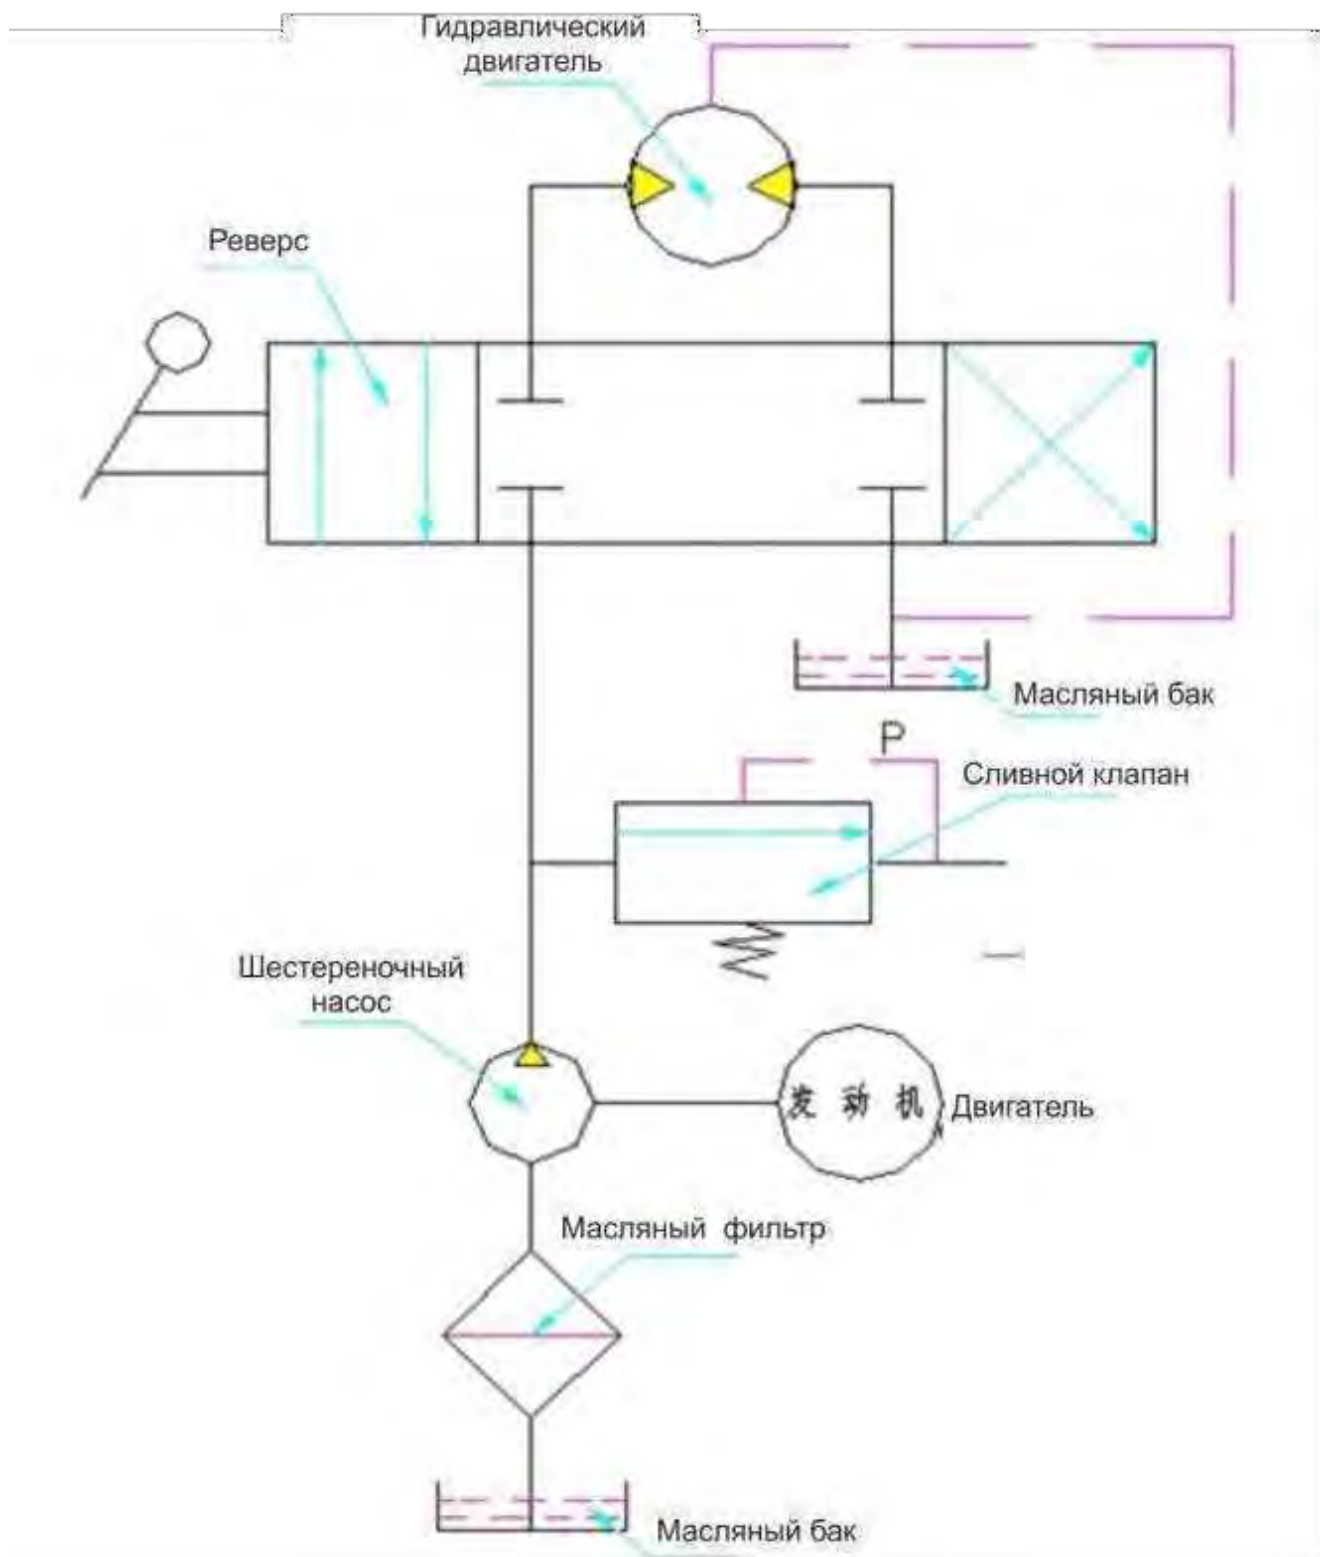 Гидравлический
двигатель
Реверс
Масляный бак
P
Сливной клапан
Шестереночный
насос
发动机
Двигатель
Масляный фильтр
Масляный бак